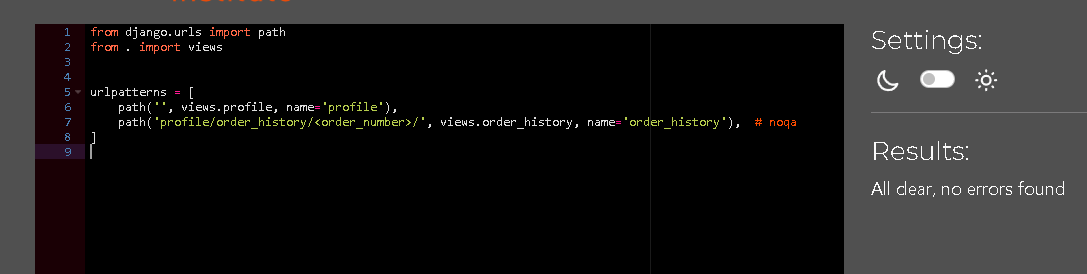 1 from django.urls import path
2 from . import views
3
4
5 urlpatterns = [
6 path('', views.profile, name='profile'),
7 path('profile/order_history/<order_number>/', views.order_history, name='order_history'), # noqa
8 ]
9
Settings:
Results:
All clear, no errors found